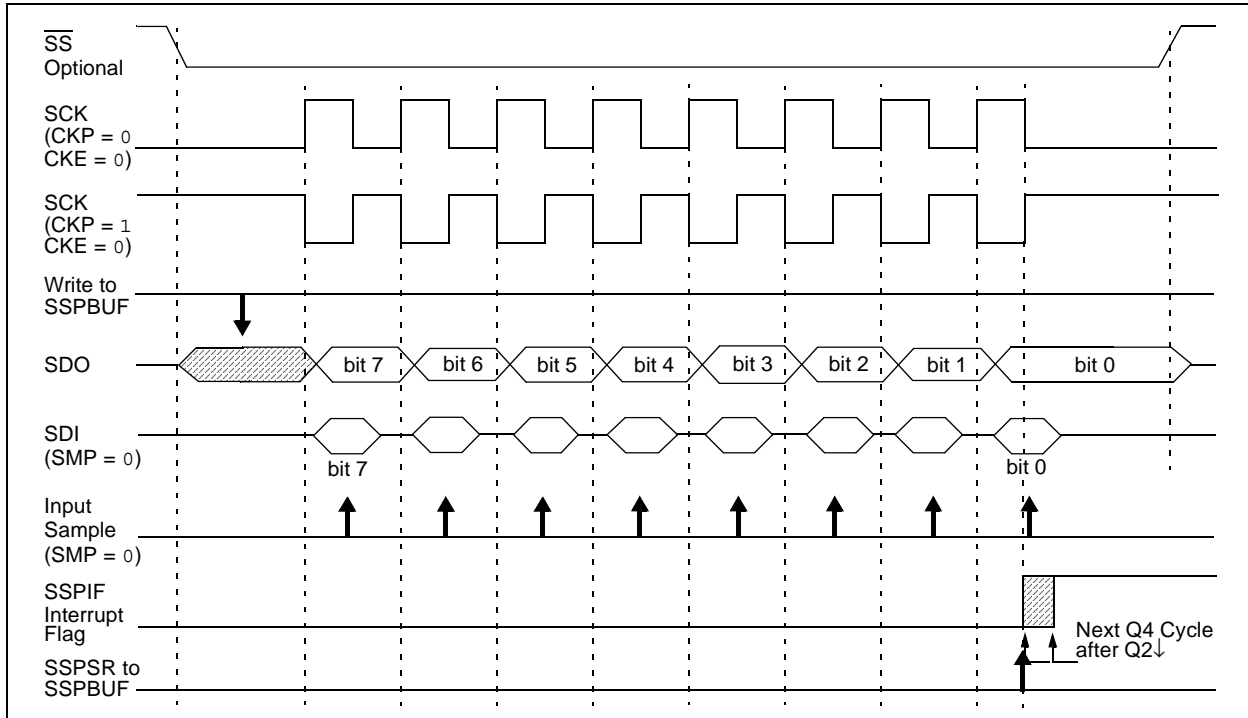 SS
Optional
SCK
(CKP = 0
CKE = 0)
SCK
(CKP = 1
CKE = 0)
Write to
SSPBUF
SDO
bit 7
bit 6
bit 5
bit 4
bit 3
bit 2
bit 1
bit 0
SDI
(SMP = 0)
bit 7
bit 0
Input
Sample
(SMP = 0)
SSPIF
Interrupt
Flag
Next Q4 Cycle
after Q2↓
SSPSR to
SSPBUF